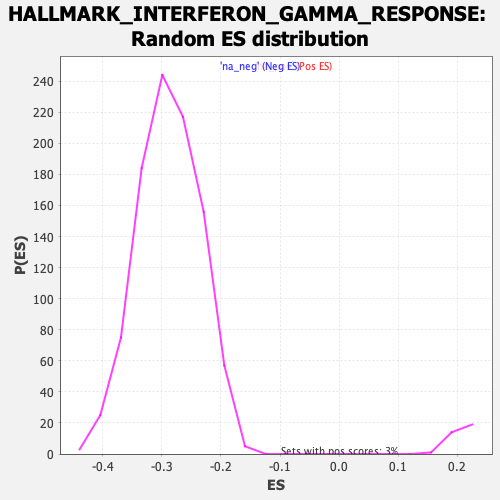 HALLMARK_INTERFERON_GAMMA_RESPONSE:
Random ES distribution
'na_neg' (Neg ES)Pos ES)
240
220
200
180
160
140
120
100
80
60
40
20
0
P(ES)
Sets with pos scores: 3%
-0.4 -0.3 -0.2 -0.1 0.0 0.1 0.2
ES